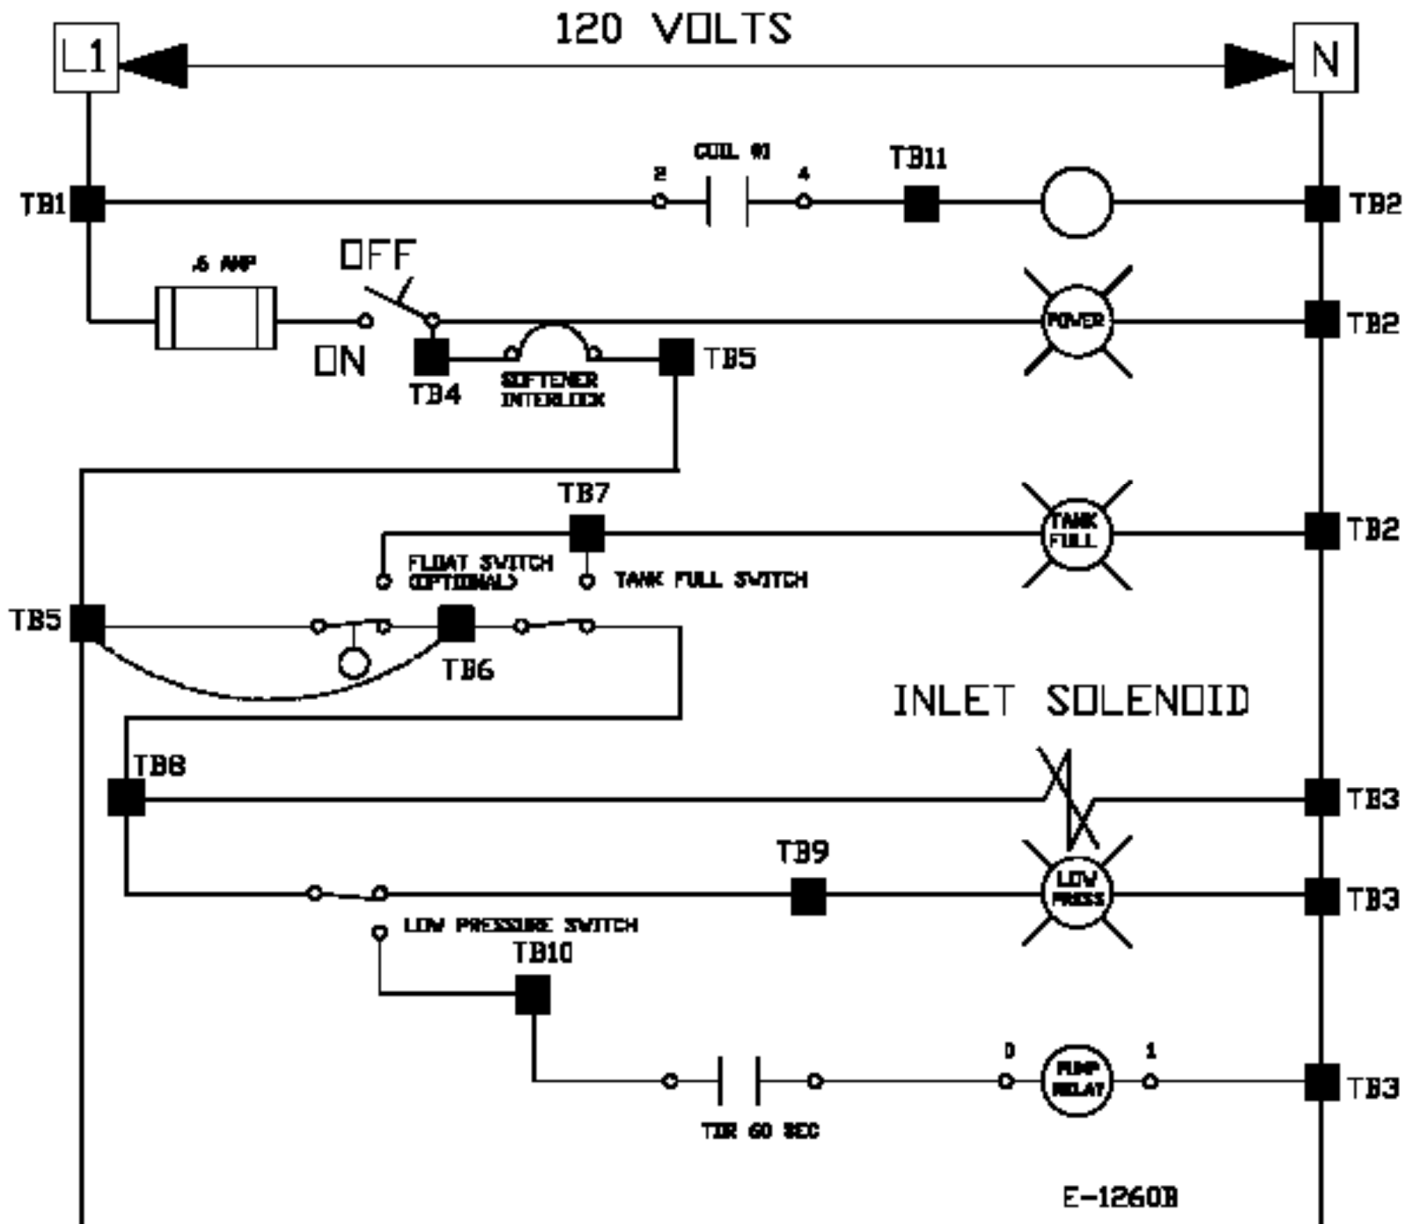 120 VOLTS
L1
N
COIL #1
2
4
TB11
TB1
TB2
.6 AMP
OFF
ON
POWER
TB2
TB4
TB5
SOFTENER
INTERLOCK
TB7
TANK
FULL
TB2
FLOAT SWITCH
(OPTIONAL)
TANK FULL SWITCH
TB5
TB6
INLET SOLENOID
TB8
TB3
TB9
LOW
PRESS
TB3
LOW PRESSURE SWITCH
TB10
0
1
PUMP
RELAY
TB3
TDR 60 SEC
E-1260B